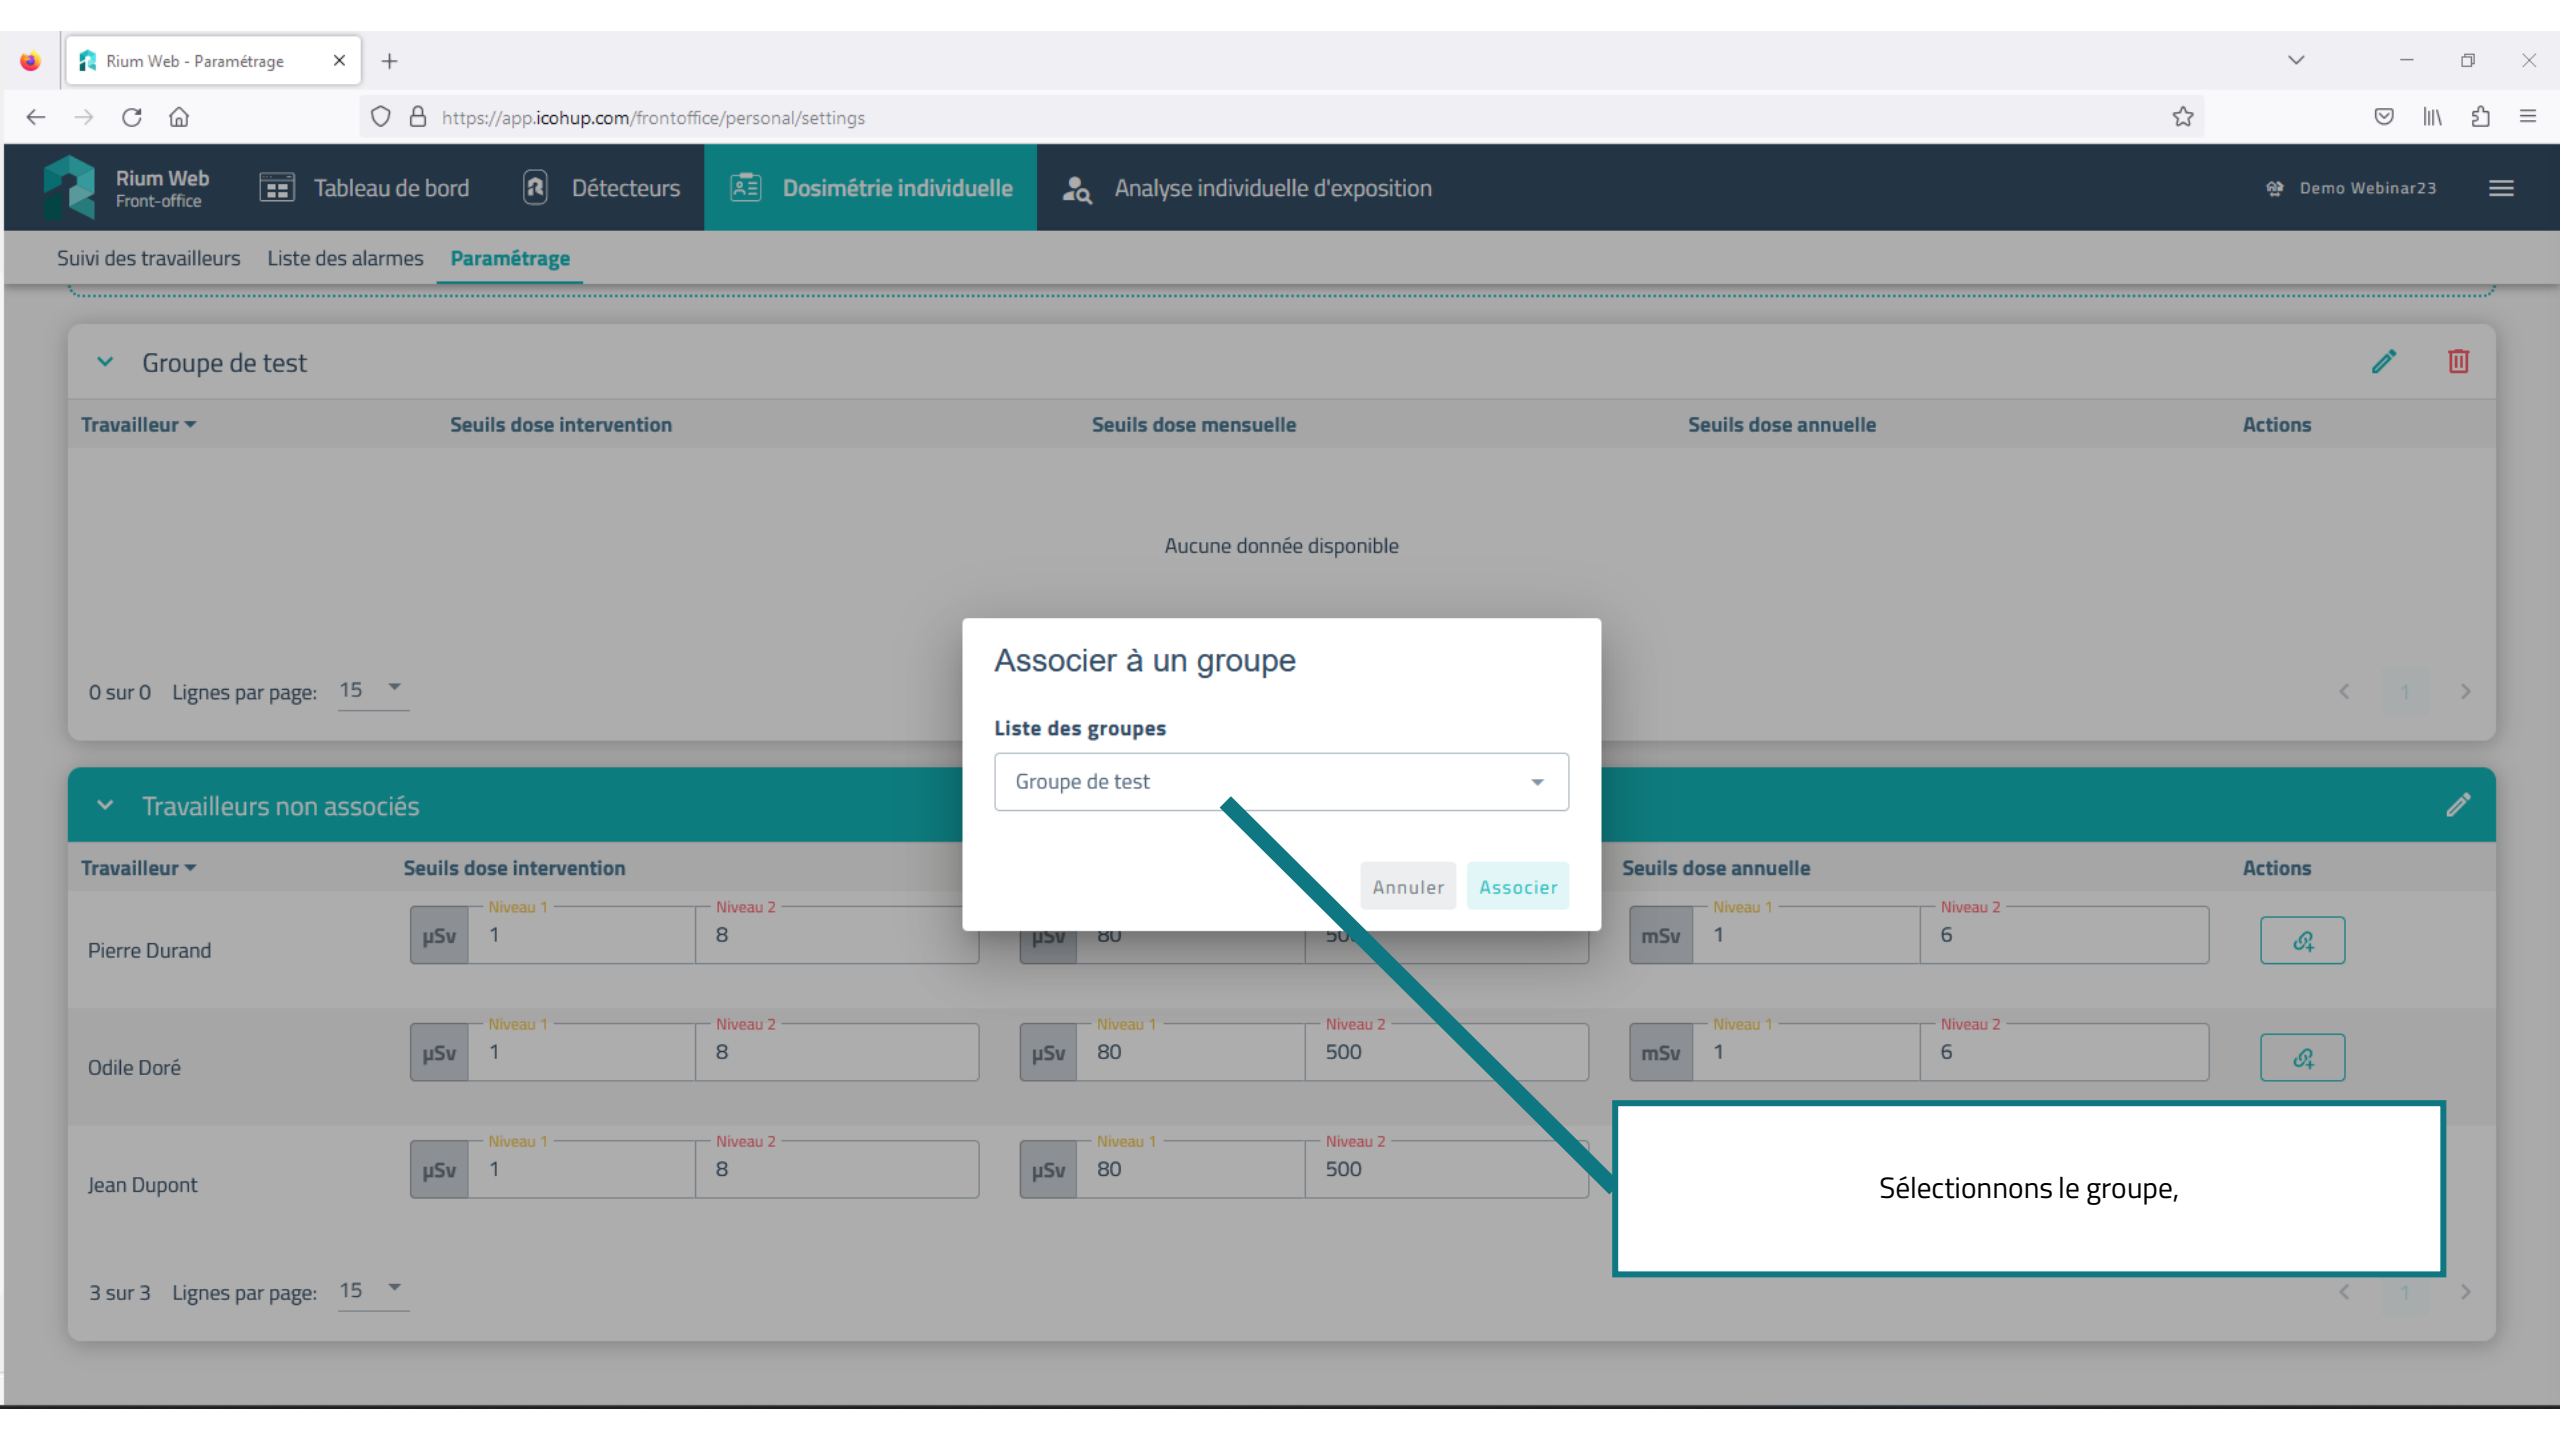 Rium Web - Paramétrage
https://app.icohup.com/frontoffice/personal/settings
Rium Web
Front-office
Tableau de bord
Détecteurs
Dosimétrie individuelle
Analyse individuelle d'exposition
Demo Webinar23
Suivi des travailleurs Liste des alarmes Paramétrage
Groupe de test
Travailleur Seuils dose intervention Seuils dose mensuelle Seuils dose annuelle Actions
Aucune donnée disponible
0 sur 0 Lignes par page: 15
1
Associer à un groupe
Liste des groupes
Groupe de test
Annuler Associer
Travailleurs non associés
Travailleur Seuils dose intervention Seuils dose annuelle Actions
Niveau 1 Niveau 2 Niveau 1 Niveau 2
Pierre Durand µSv 1 8 µSv 80 mSv 1 6
Niveau 1 Niveau 2 Niveau 1 Niveau 2 Niveau 1 Niveau 2
Odile Doré µSv 1 8 µSv 80 500 mSv 1 6
Niveau 1 Niveau 2 Niveau 1 Niveau 2
Jean Dupont µSv 1 8 µSv 80 500
Sélectionnons le groupe,
3 sur 3 Lignes par page: 15
1